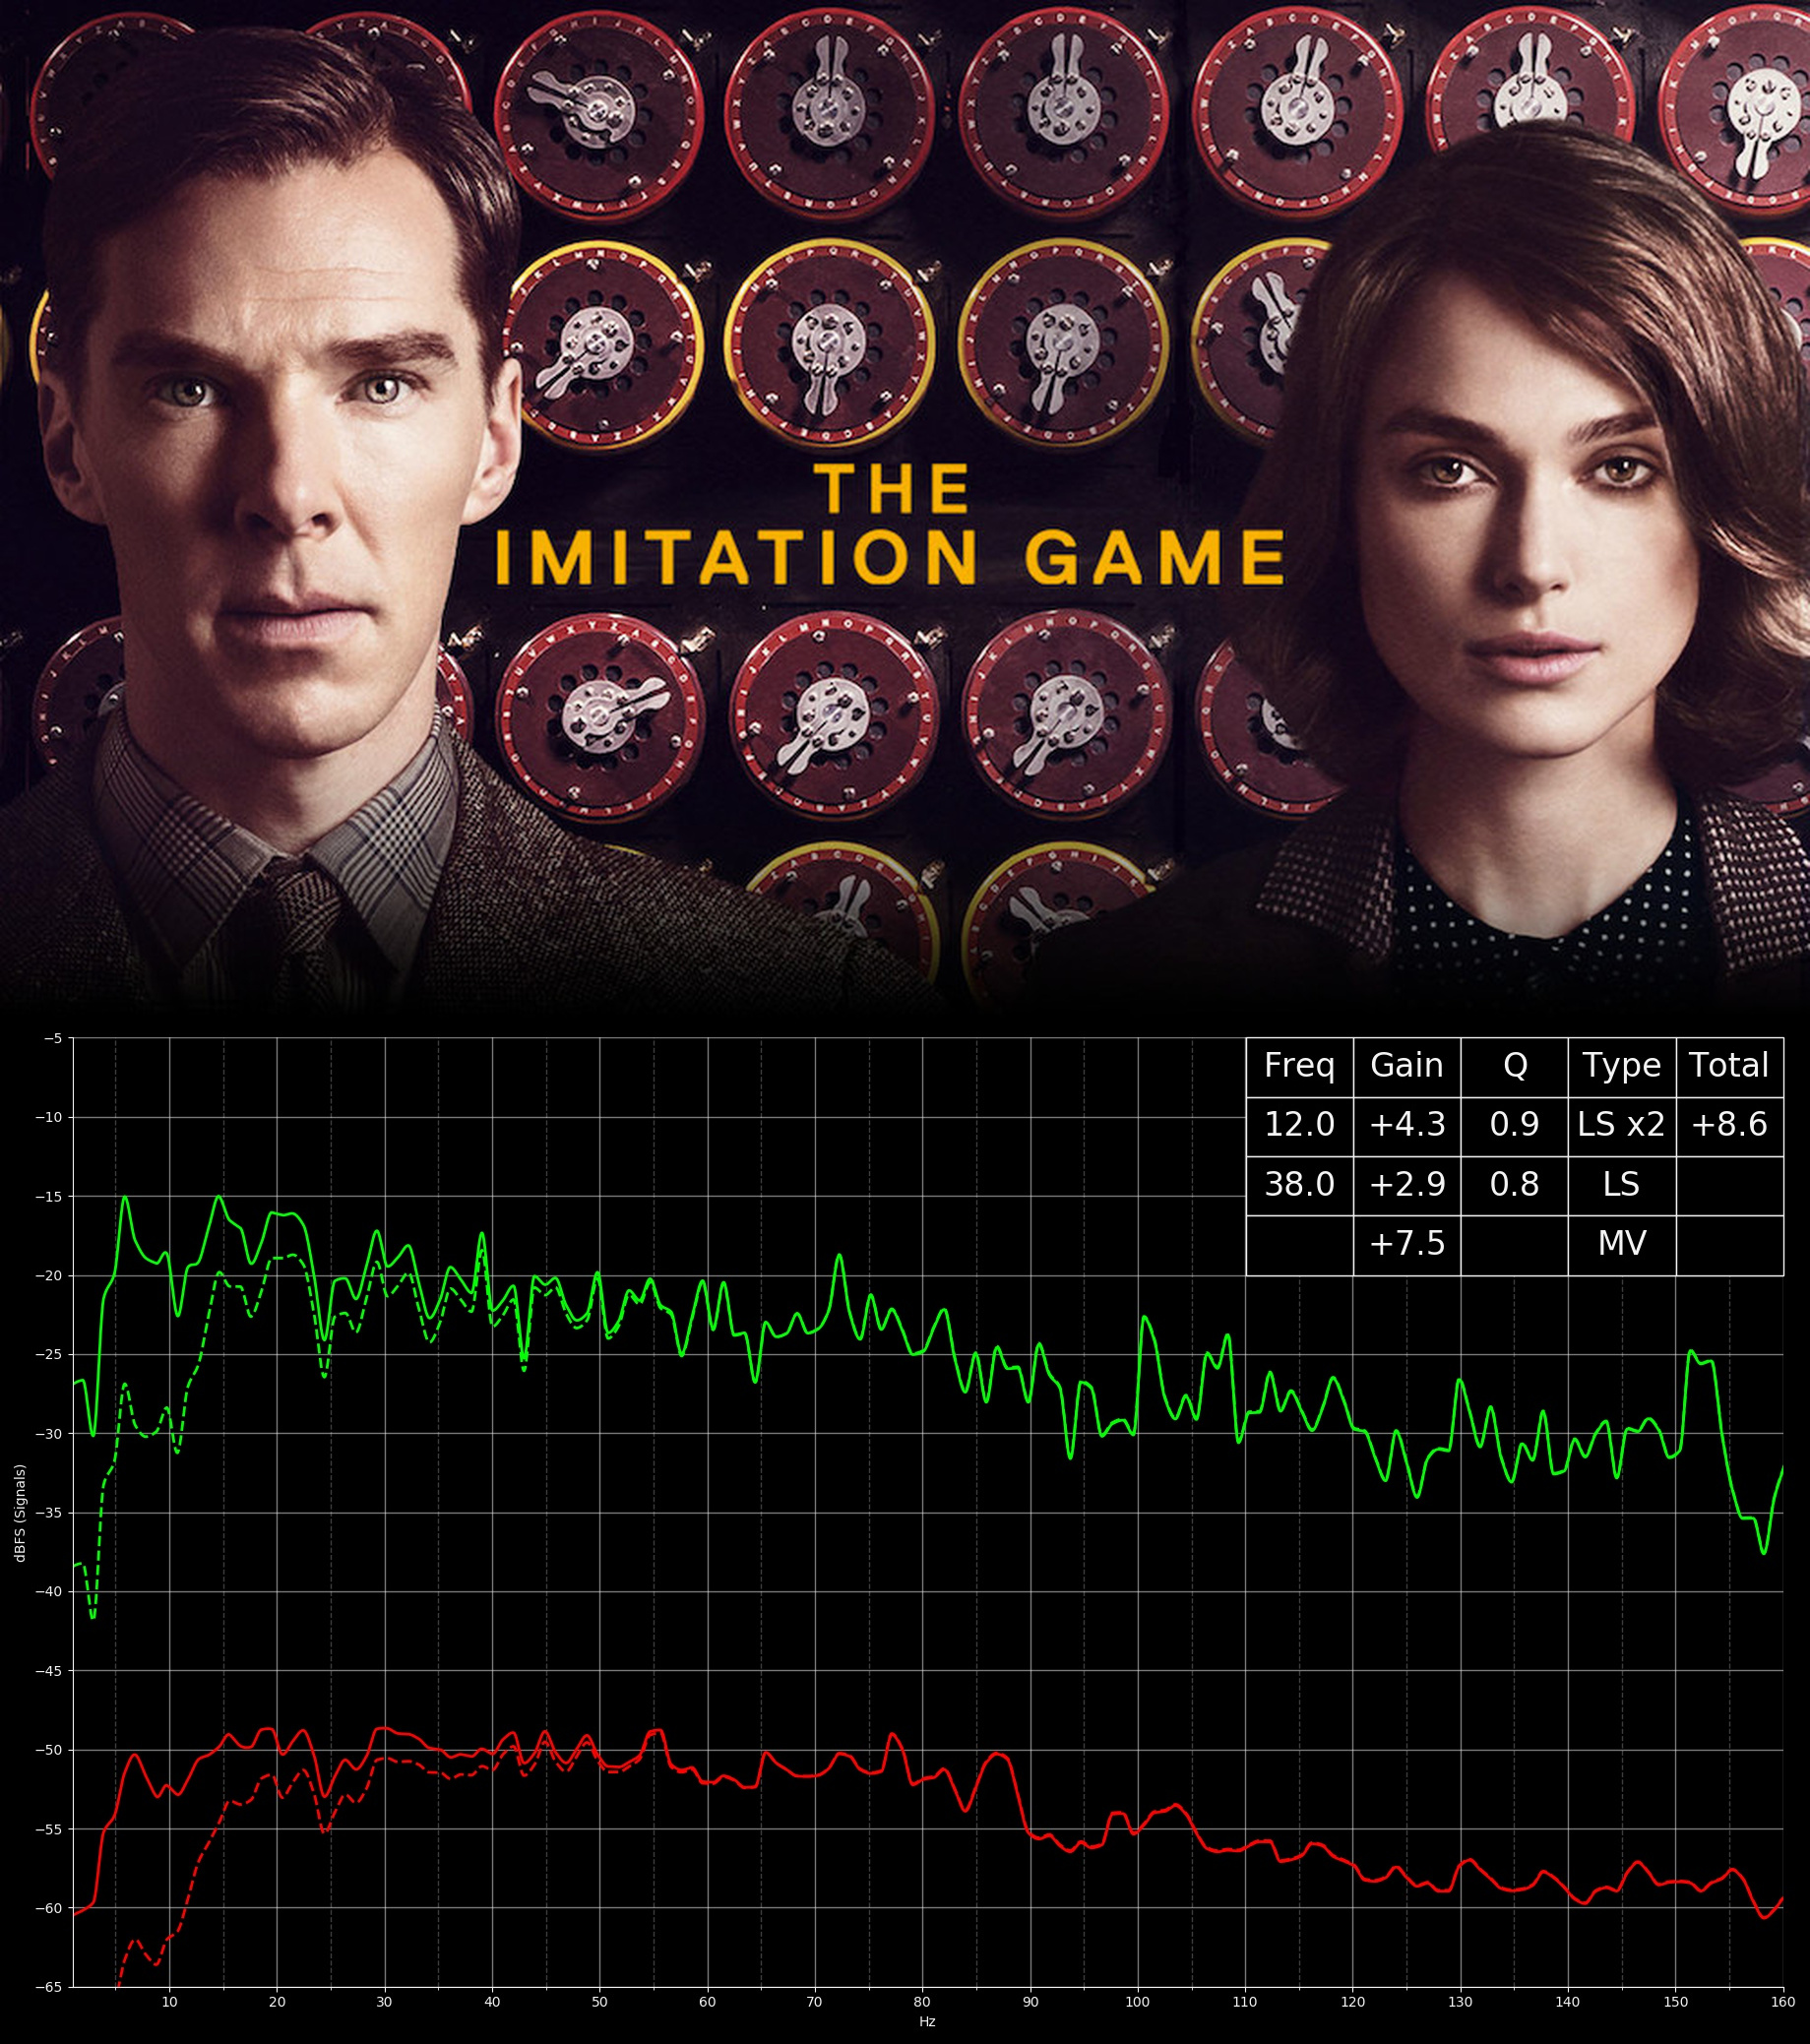 THE
IMITATION GAME
Freq Gain Q Type Total
12.0 +4.3 0.9 LS x2 +8.6
38.0 +2.9 0.8 LS
+7.5 MV
−5
−10
−15
−20
−25
−30
−35
−40
−45
−50
−55
−60
−65
dBFS (Signals)
10 20 30 40 50 60 70 80 90 100 110 120 130 140 150 160
Hz